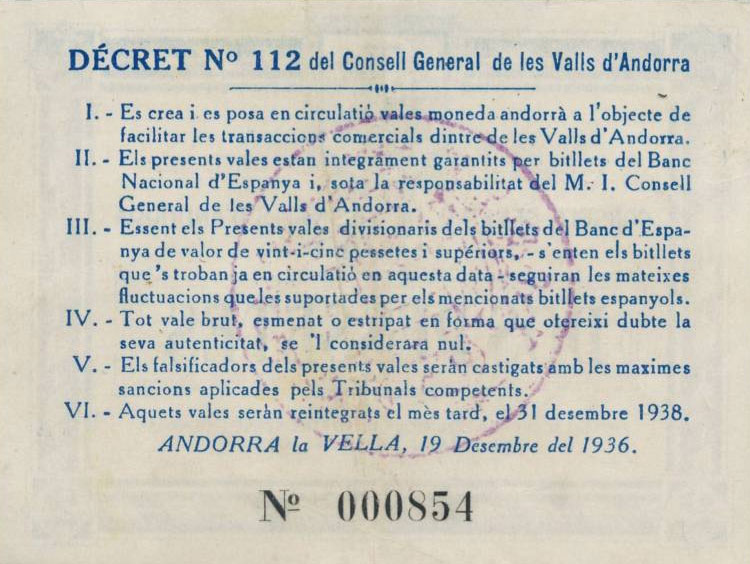 DÉCRET Nº 112 del Consell General de les Valls d'Andorra
I. - Es crea i es posa en circulatió vales moneda andorrà a l'objecte de
facilitar les transaccions comercials dintre de les Valls d'Andorra.
II. - Els presents vales estan integrament garantits per bitllets del Banc
Nacional d'Espanya i, sota la responsabilitat del M. I. Consell
General de les Valls d'Andorra.
III. - Essent els Presents vales divisionaris dels bitllets del Banc d'Espa-
nya de valor de vint-i-cinc pessetes i supériors, - s'enten els bitllets
que 's troban ja en circulatió en aquesta data - seguiran les mateixes
fluctuacions que les suportades per els mencionats bitllets espanyols.
IV. - Tot vale brut, esmenat o estripat en forma que otereixi dubte la
seva autenticitat, se 'l considerara nul.
V. - Els falsificadors dels presents vales seràn castigats amb les maximes
sancions aplicades pels Tribunals competents.
VI. - Aquets vales seràn reintegrats el mès tard, el 31 desembre 1938.
ANDORRA la VELLA, 19 Desembre del 1936.
Nº 000854